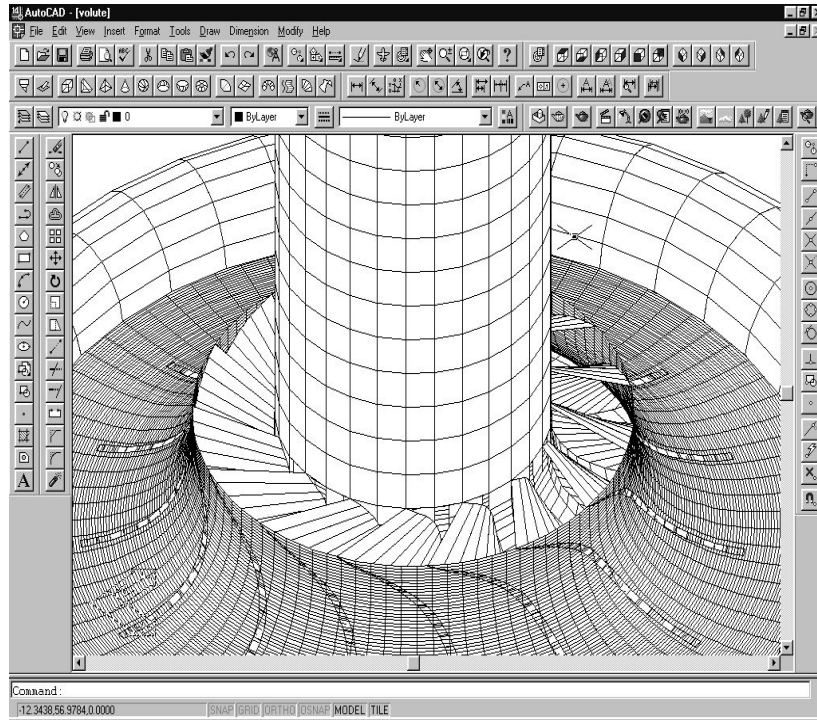 AutoCAD - [volute]
File Edit View Insert Format Tools Draw Dimension Modify Help
0 ByLayer ByLayer
A
Command:
-12.3438,56.9784,0.0000 SNAP GRID ORTHO OSNAP MODEL TILE